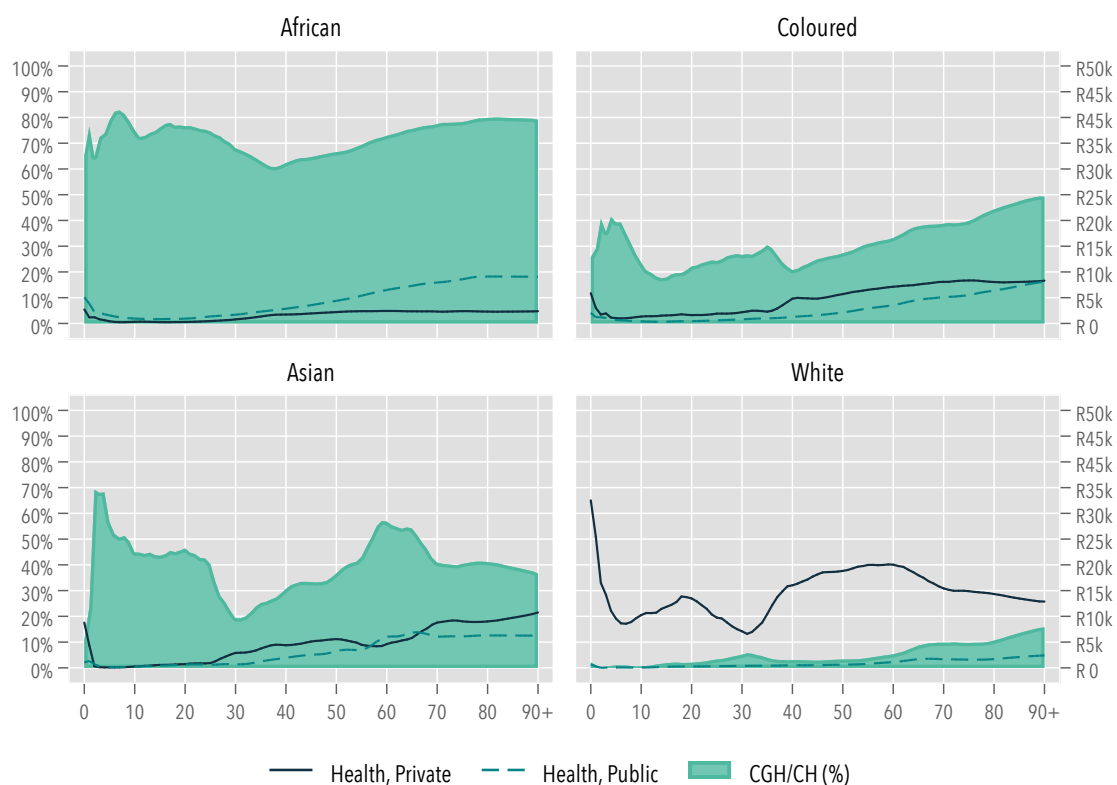 African Coloured
100% R50k
90% R45k
80% R45k
70% R35k
60% R30k
50% R25k
40% R20k
30% R15k
20% R10k
10% R5k
0% R 0
Asian White
100% R50k
90% R45k
80% R45k
70% R35k
60% R30k
50% R25k
40% R20k
30% R15k
20% R10k
10% R5k
0% R 0
0 10 20 30 40 50 60 70 80 90+ 0 10 20 30 40 50 60 70 80 90+
Health, Private Health, Public CGH/CH (%)